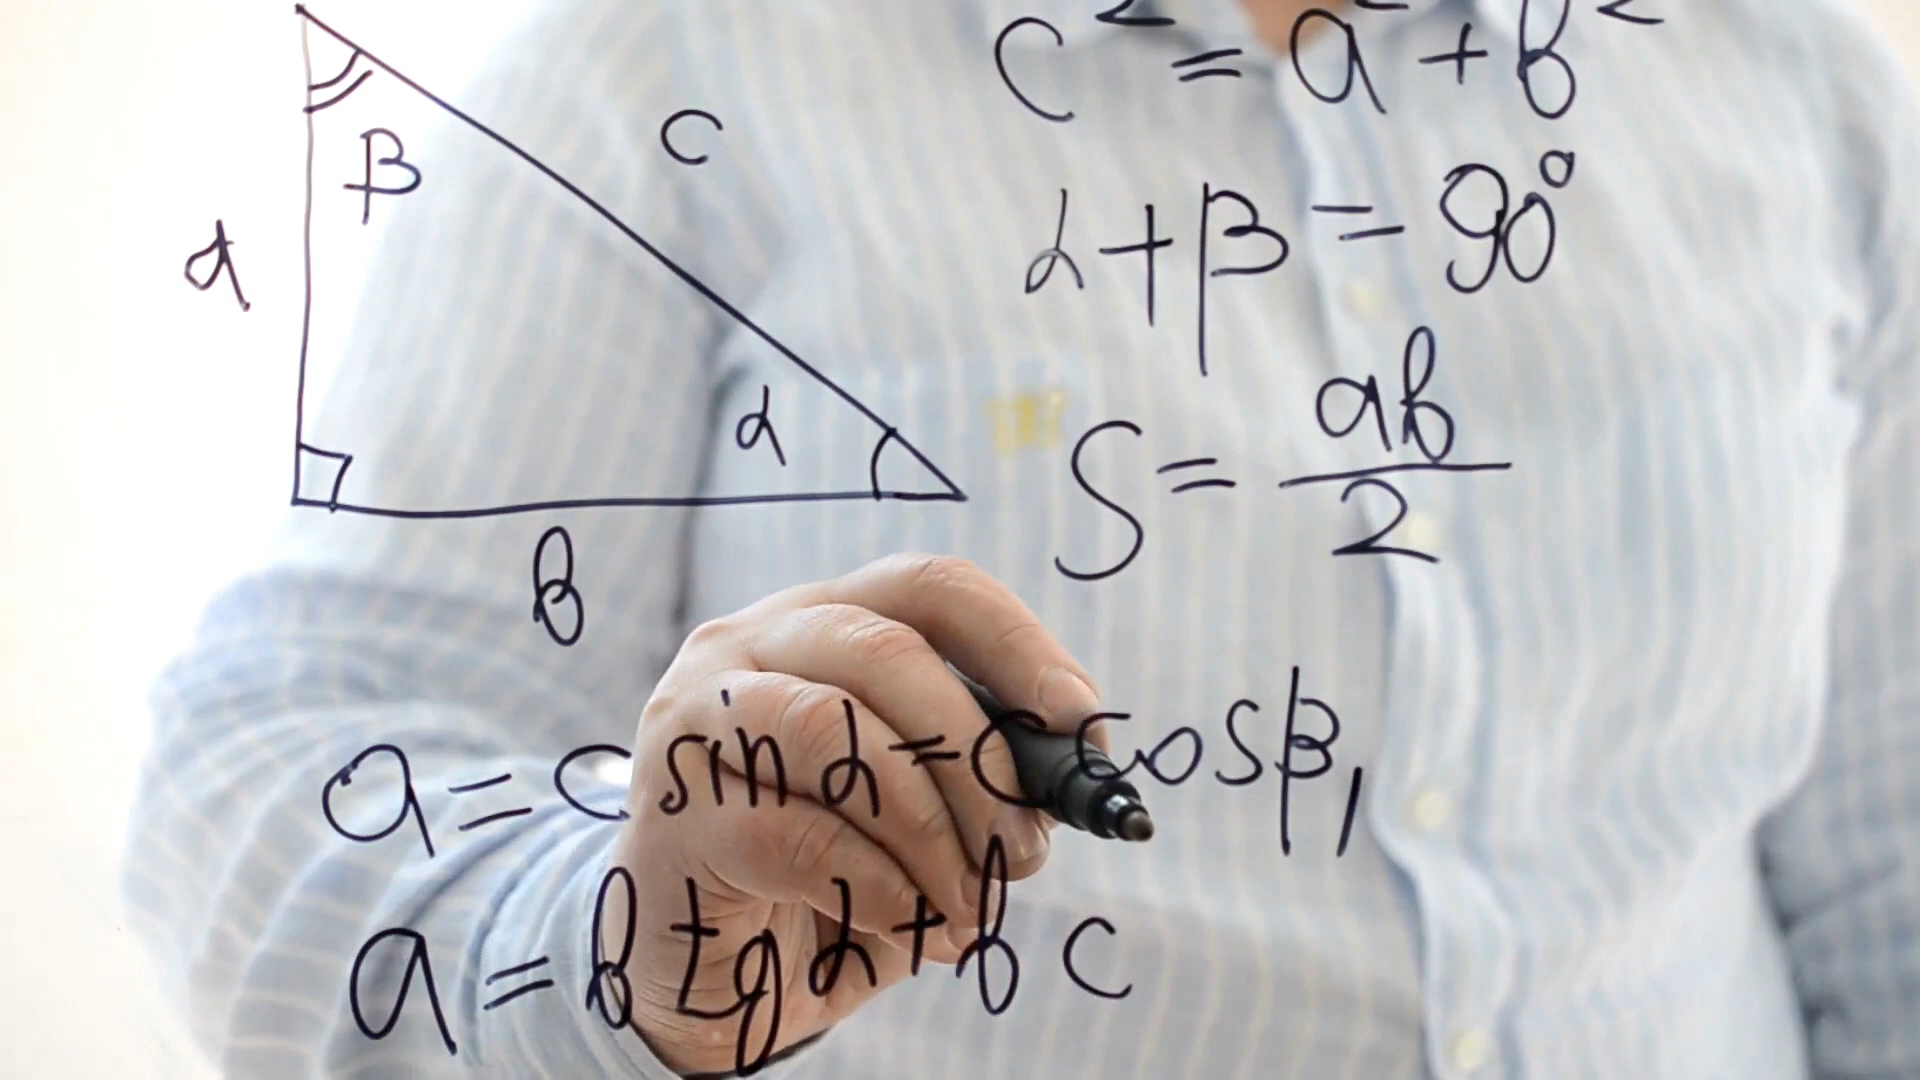 β
c
a
α
b
c² = a² + b²
α + β = 90°
S = ab/2
a = c sin α = c cos β,
a = b tg α + b c